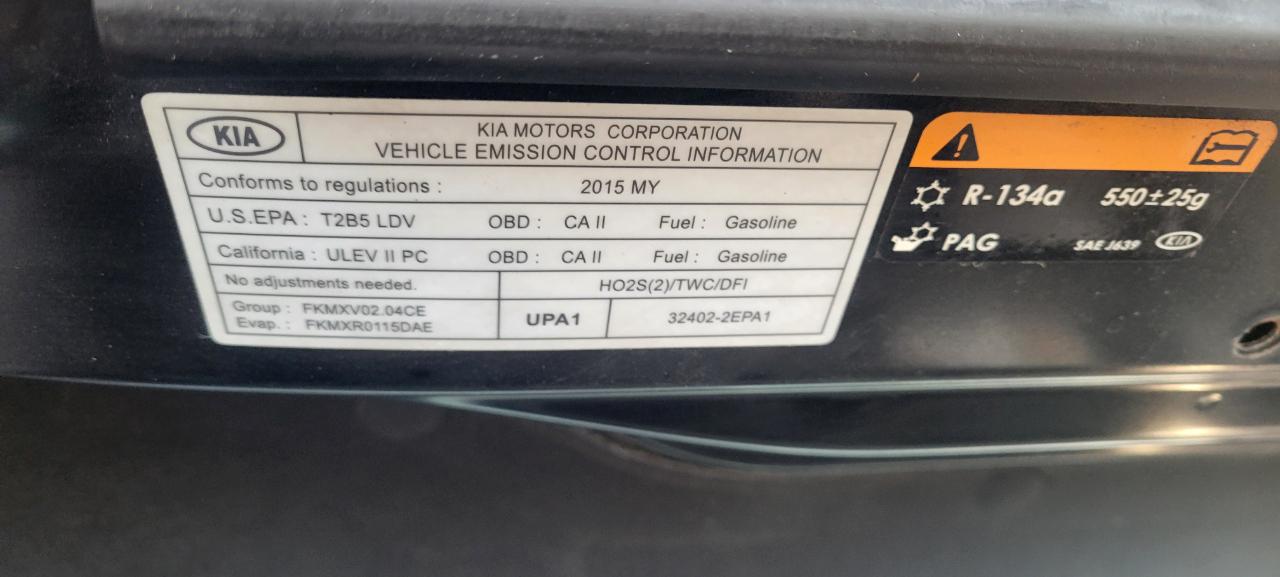 KIA
KIA MOTORS CORPORATION
VEHICLE EMISSION CONTROL INFORMATION
Conforms to regulations : 2015 MY
U.S.EPA : T2B5 LDV OBD : CA II Fuel : Gasoline
California : ULEV II PC OBD : CA II Fuel : Gasoline
No adjustments needed. HO2S(2)/TWC/DFI
Group : FKMXV02.04CE
Evap. : FKMXR0115DAE
UPA1
32402-2EPA1
R-134a 550±25g
PAG SAE J639 KIA